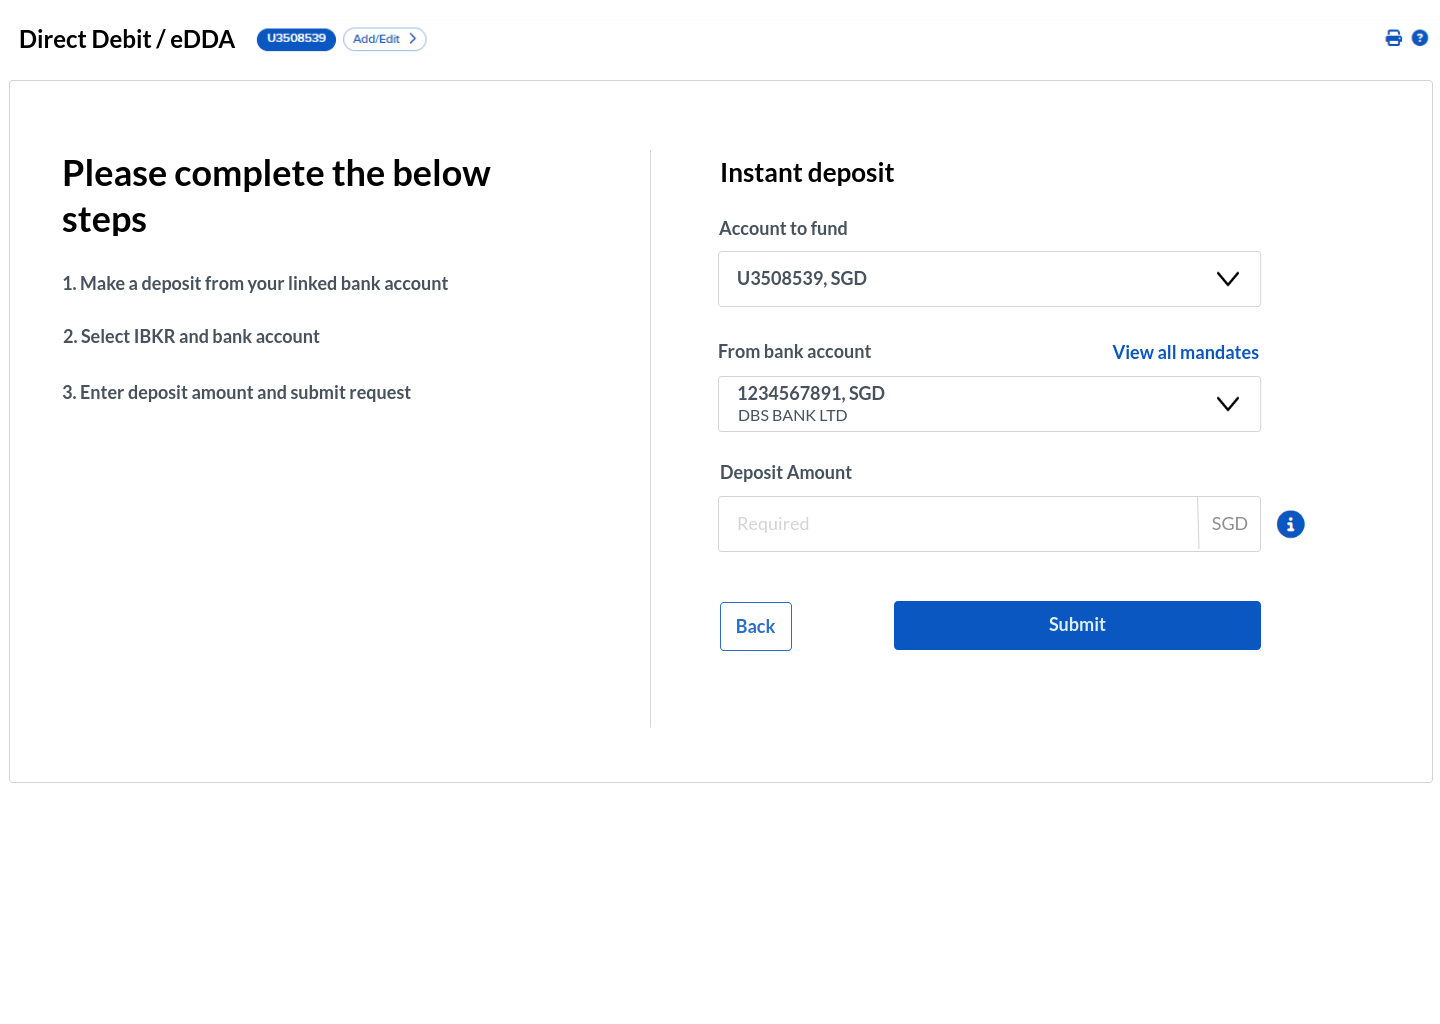 Direct Debit / eDDA
U3508539
Add/Edit
Please complete the below
steps
1. Make a deposit from your linked bank account
2. Select IBKR and bank account
3. Enter deposit amount and submit request
Instant deposit
Account to fund
U3508539, SGD
From bank account
View all mandates
1234567891, SGD
DBS BANK LTD
Deposit Amount
Required
SGD
Back
Submit